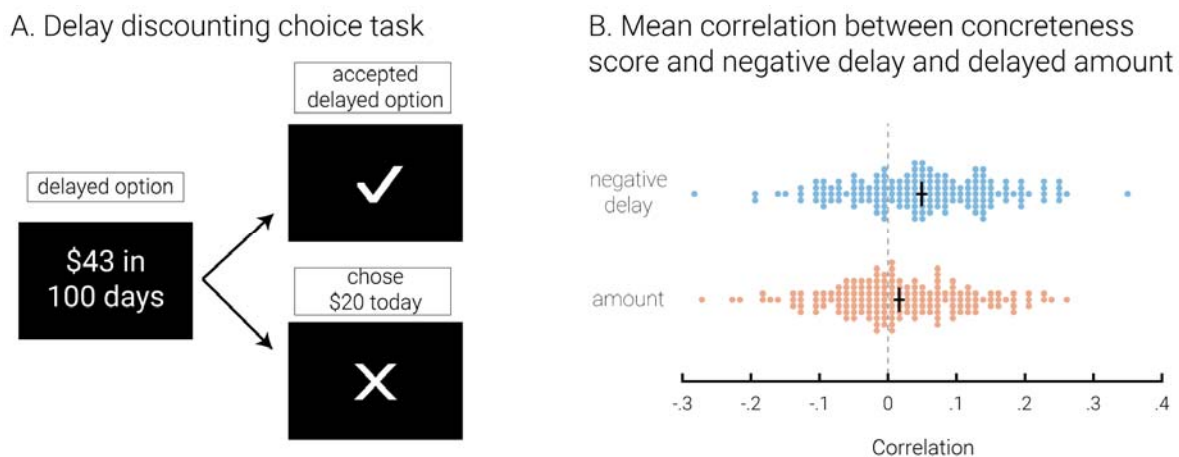 A. Delay discounting choice task
delayed option
$43 in
100 days
accepted
delayed option
chose
$20 today
B. Mean correlation between concreteness
score and negative delay and delayed amount
negative
delay
amount
-.3 -.2 -.1 0 .1 .2 .3 .4
Correlation